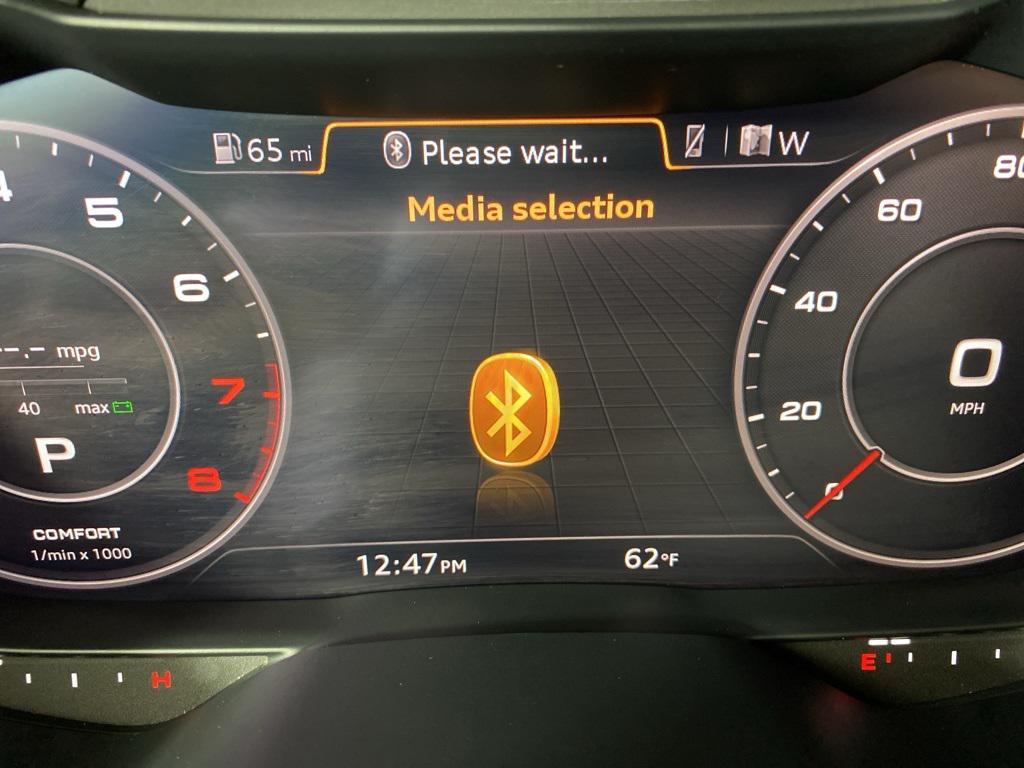 65 mi
Please wait...
W
Media selection
4
5
6
7
8
--.- mpg
40 max
P
COMFORT
1/min x 1000
80
60
40
20
0
0
MPH
12:47PM
62°F
H
E